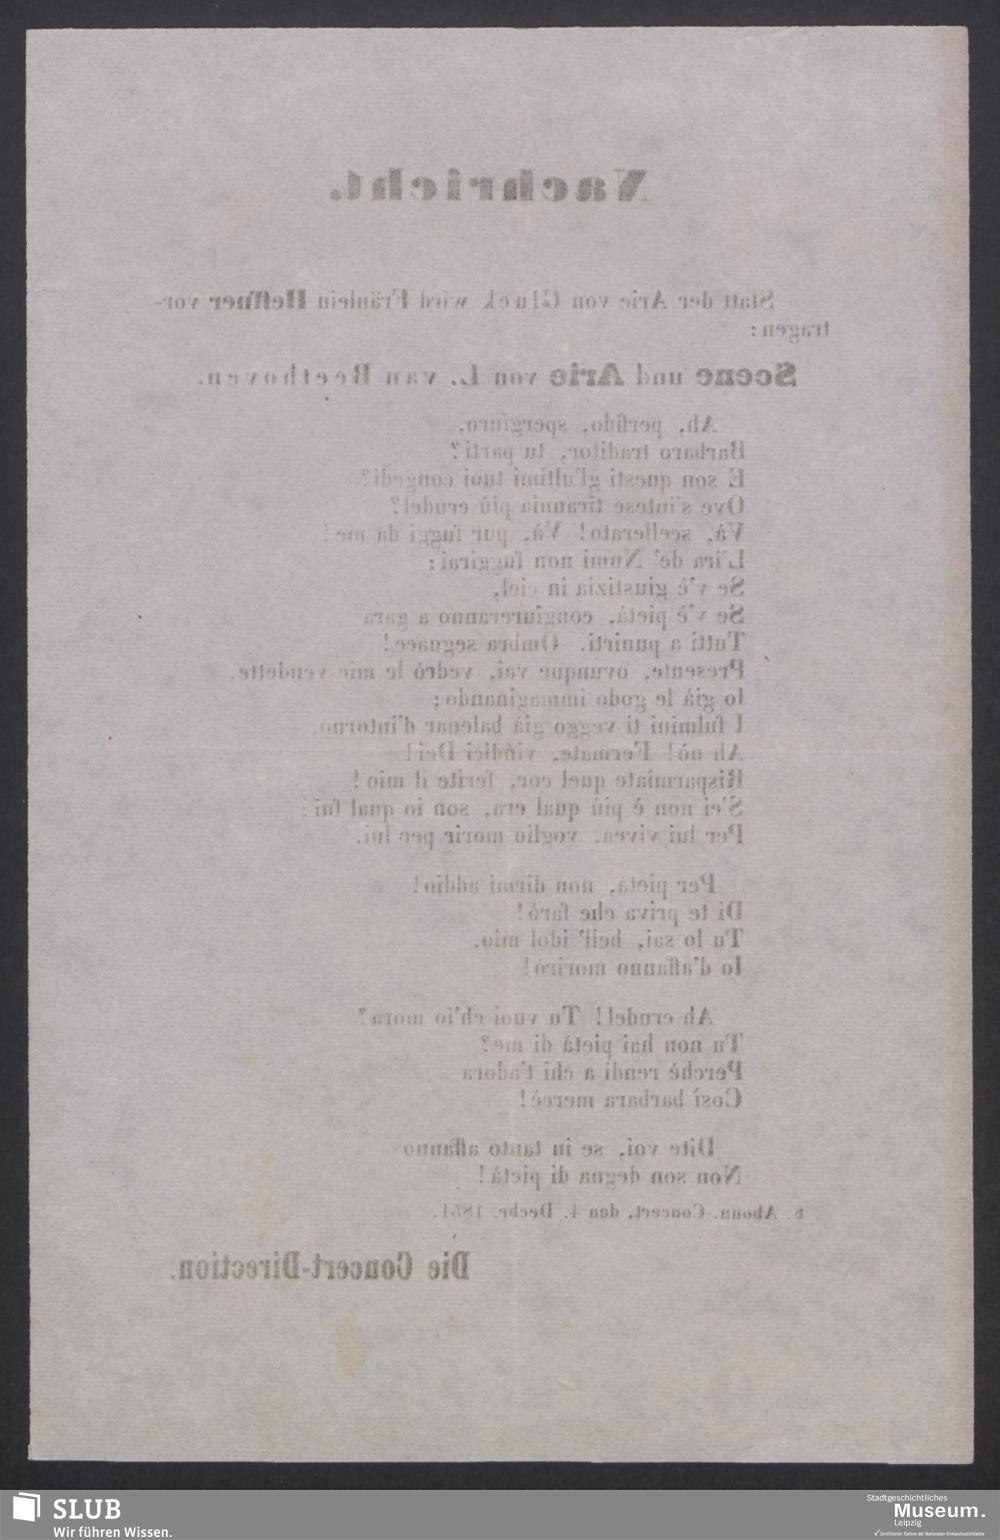 Nachricht.
Statt der Arie von Gluck wird Fräulein Heffner vor-
tragen:
Scene und Arie von L. van Beethoven.
Ah, perfido, spergiuro,
Barbaro traditor, tu parti?
E son questi gl'ultimi tuoi congedi?
Ove s'intese tirannia più crudel?
Và, scellerato! Và, pur fuggi da me!
L'ira de' Numi non fuggirai;
Se v'è giustizia in ciel,
Se v'è pietà, congiureranno a gara
Tutti a punirti. Ombra seguace!
Presente, ovunque vai, vedrò le mie vendette,
Io già le godo immaginando;
I fulmini ti veggo già balenar d'intorno.
Ah nò! Fermate, vindici Dei!
Risparmiate quel cor, ferite il mio!
S'ei non è più qual era, son io qual fui;
Per lui vivea, voglio morir per lui.
Per pietà, non dirmi addio!
Di te priva che farò!
Tu lo sai, bell' idol mio,
Io d'affanno morirò!
Ah crudel! Tu vuoi ch'io mora?
Tu non hai pietà di me?
Perchè rendi a chi t'adora
Così barbara mercè!
Dite voi, se in tanto affanno
Non son degna di pietà!
8. Abonn.-Concert, den 4. Decbr. 1851.
Die Concert-Direction.
SLUB
Wir führen Wissen.
Stadtgeschichtliches
Museum.
Leipzig
Zertifizierter Partner der Nationalen Klimaschutzinitiative